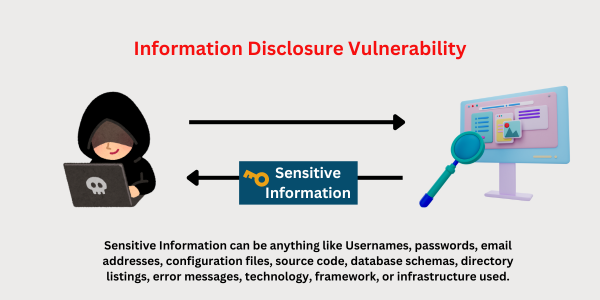 Information Disclosure Vulnerability
Sensitive
Information
Sensitive Information can be anything like Usernames, passwords, email
addresses, configuration files, source code, database schemas, directory
listings, error messages, technology, framework, or infrastructure used.